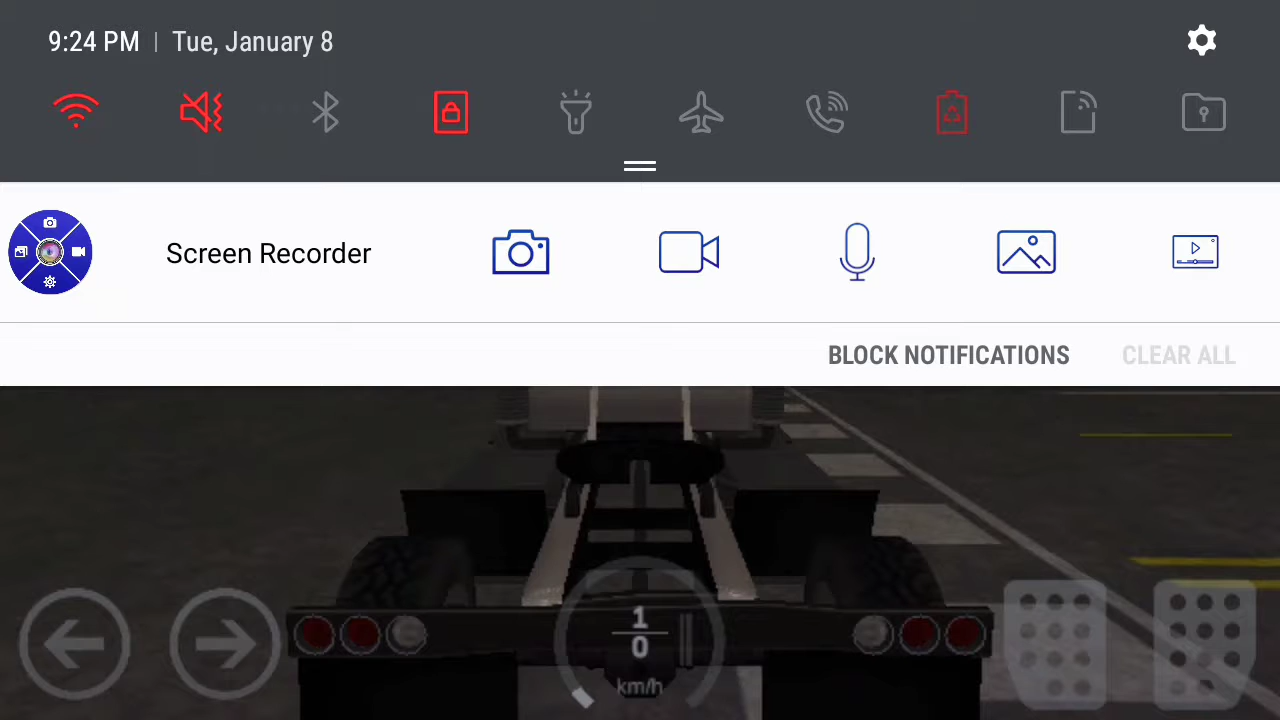 9:24 PM | Tue, January 8
Screen Recorder
BLOCK NOTIFICATIONS CLEAR ALL
1
0
km/h